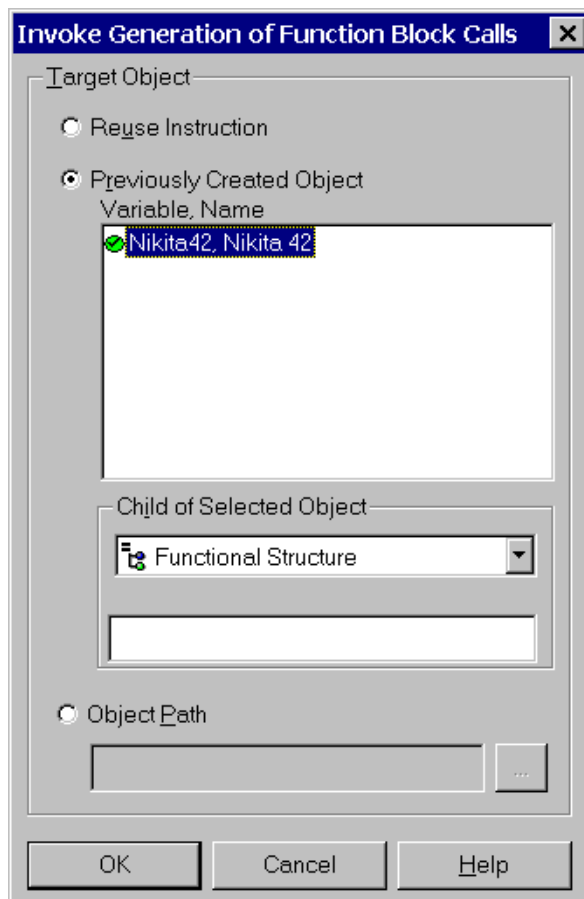 Invoke Generation of Function Block Calls
Target Object
Reuse Instruction
Previously Created Object
Variable, Name
Nikita42, Nikita 42
Child of Selected Object
Functional Structure
Object Path
...
OK Cancel Help